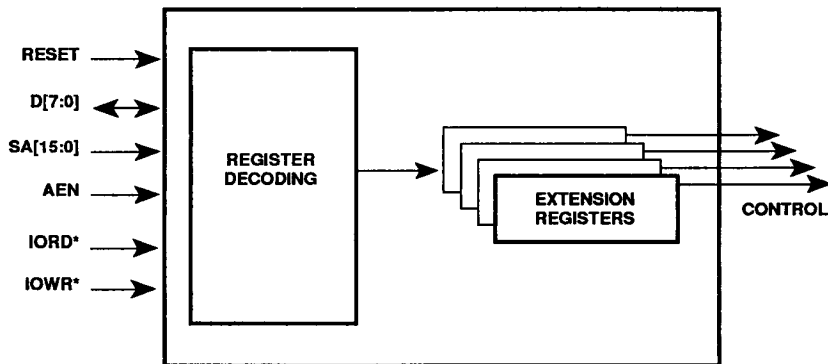 RESET
D[7:0]
SA[15:0]
AEN
IORD*
IOWR*
REGISTER
DECODING
EXTENSION
REGISTERS
CONTROL